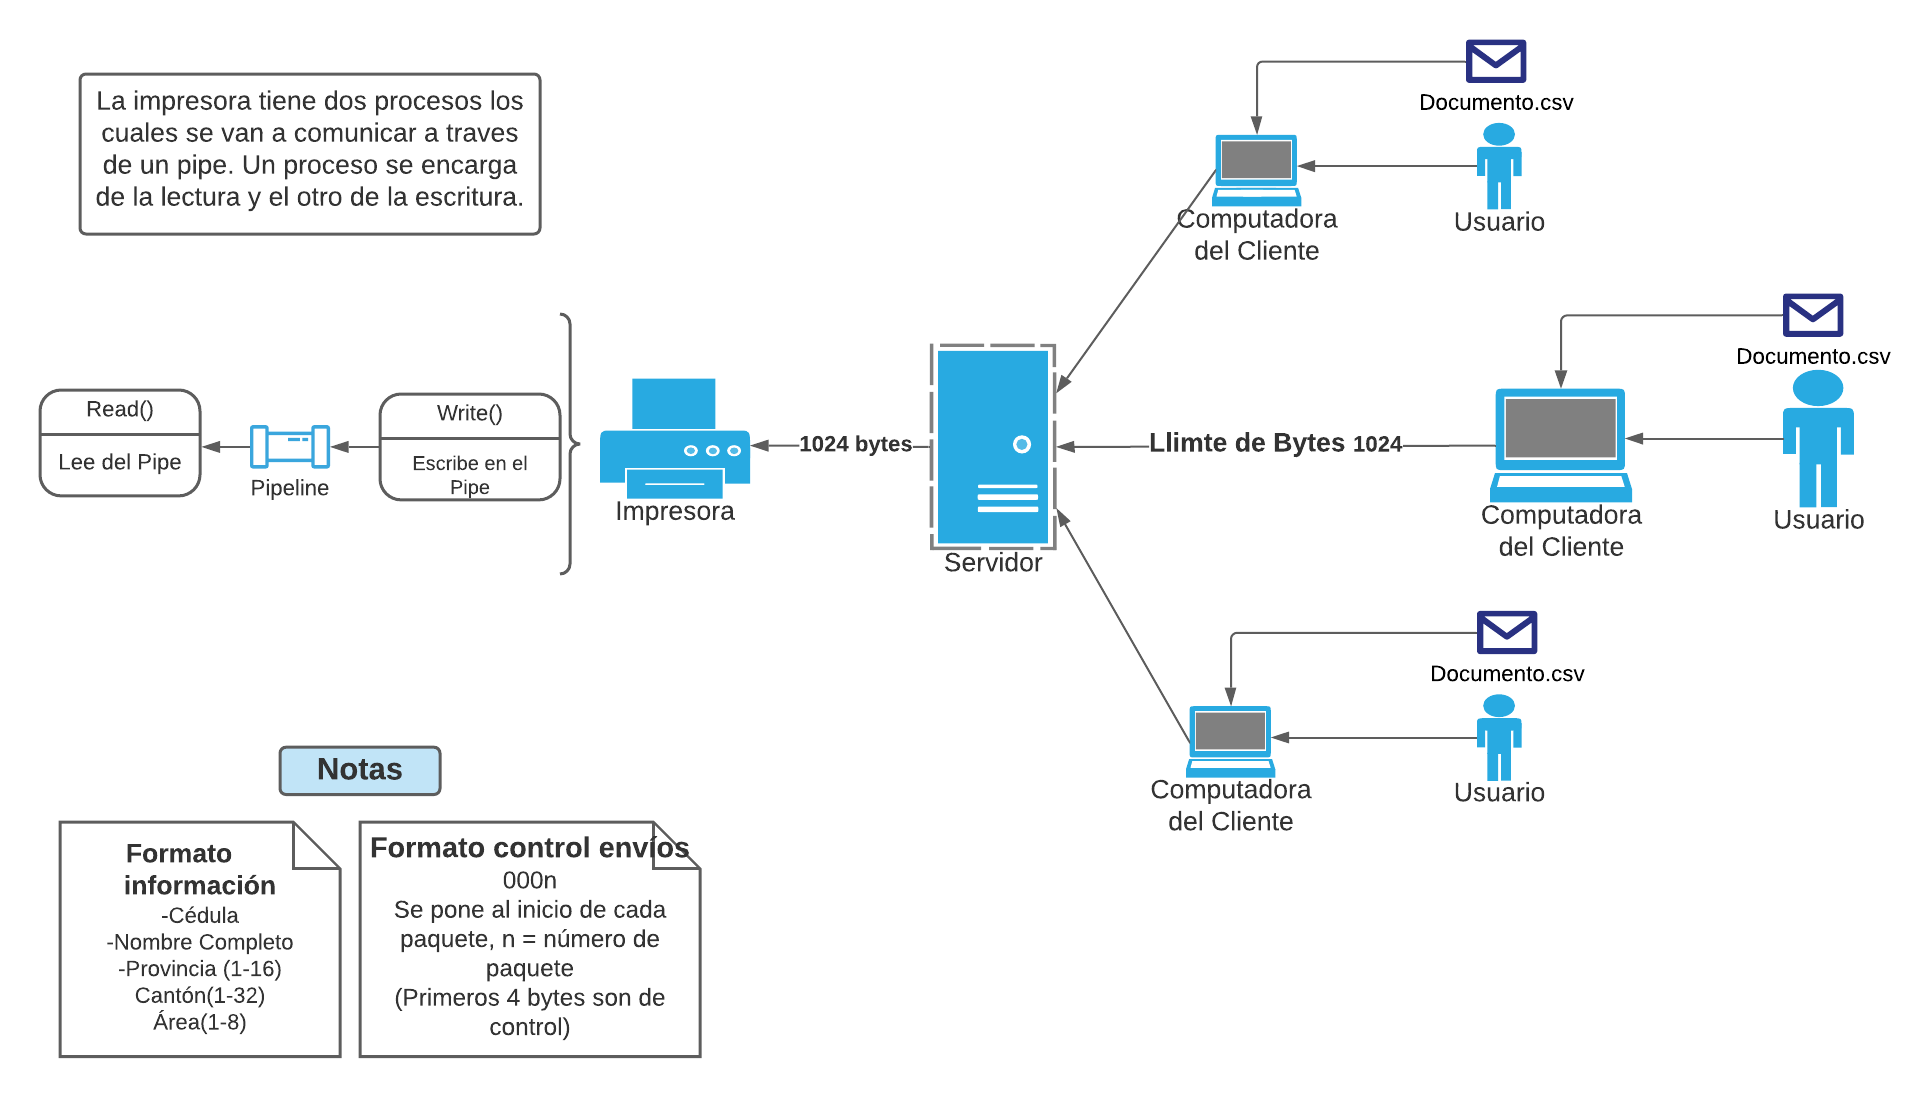 La impresora tiene dos procesos los
cuales se van a comunicar a traves
de un pipe. Un proceso se encarga
de la lectura y el otro de la escritura.
Documento.csv
Computadora
del Cliente
Usuario
Documento.csv
Read()
Lee del Pipe
Pipeline
Write()
Escribe en el
Pipe
Impresora
1024 bytes
Servidor
Llimte de Bytes 1024
Computadora
del Cliente
Usuario
Documento.csv
Computadora
del Cliente
Usuario
Notas
Formato
información
-Cédula
-Nombre Completo
-Provincia (1-16)
Cantón(1-32)
Área(1-8)
Formato control envíos
000n
Se pone al inicio de cada
paquete, n = número de
paquete
(Primeros 4 bytes son de
control)